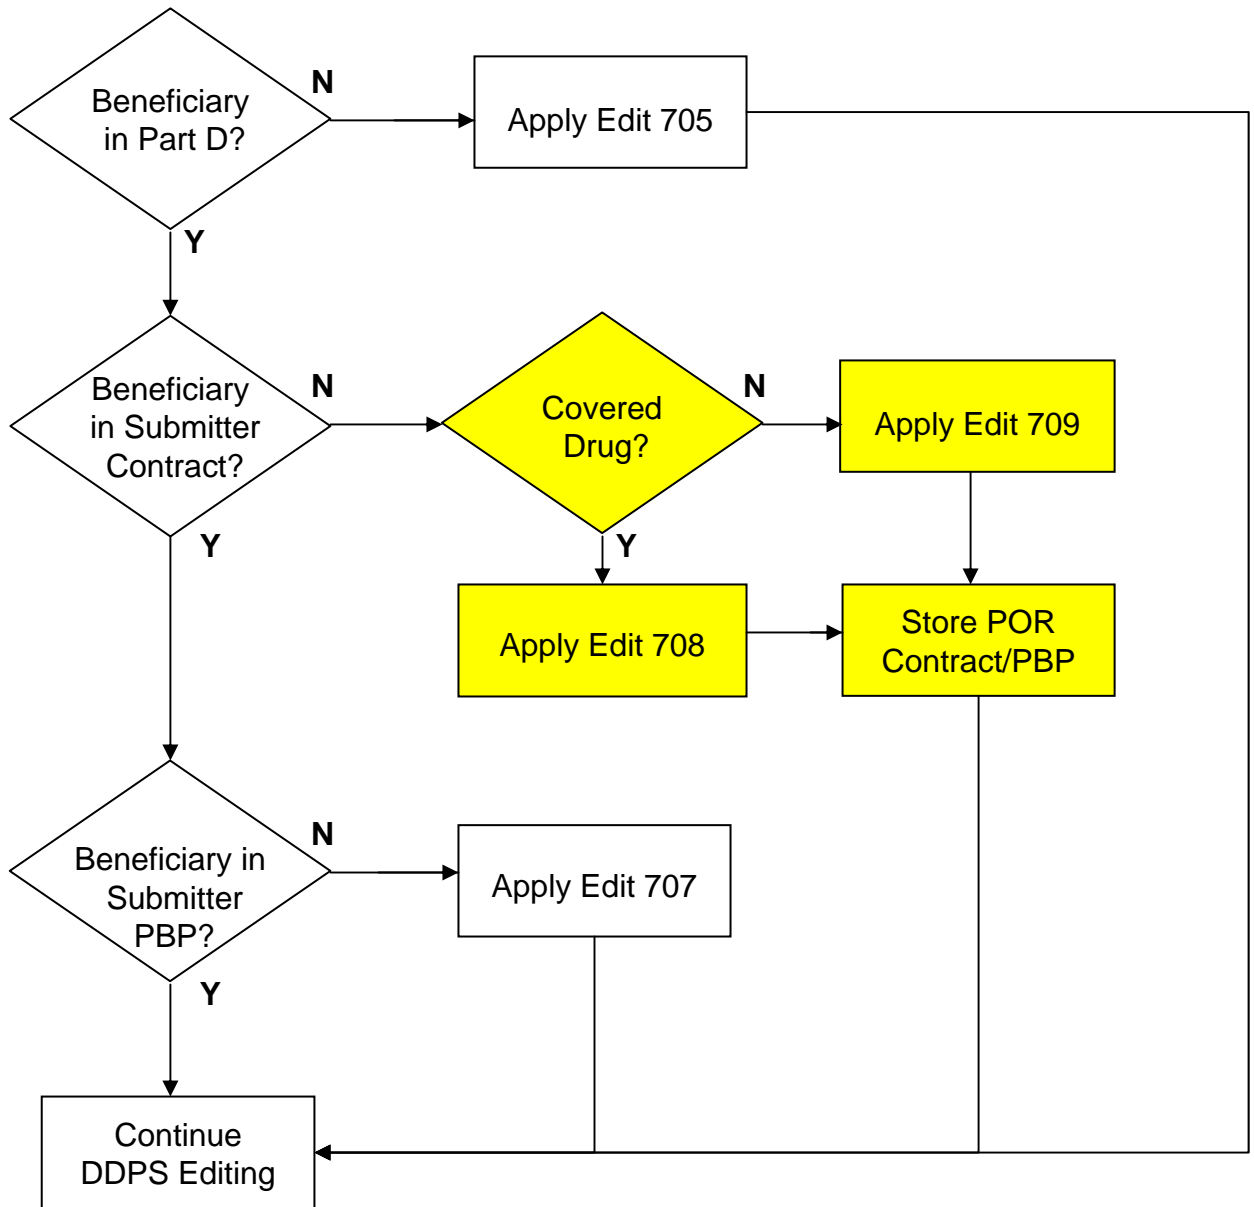 Beneficiary
in Part D?
N
Apply Edit 705
Y
Beneficiary
in Submitter
Contract?
N
Covered
Drug?
N
Apply Edit 709
Y
Y
Apply Edit 708
Store POR
Contract/PBP
Beneficiary in
Submitter
PBP?
N
Apply Edit 707
Y
Continue
DDPS Editing